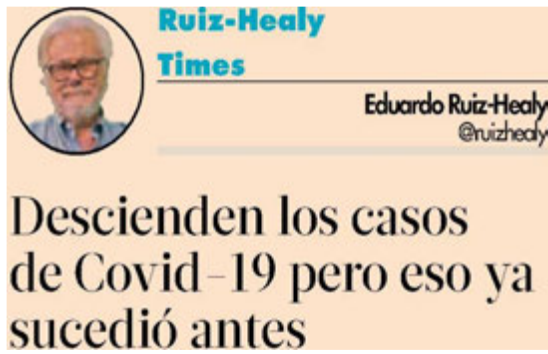 Ruiz-Healy
Times
Eduardo Ruiz-Healy
@ruizhealy
Descienden los casos
de Covid-19 pero eso ya
sucedió antes